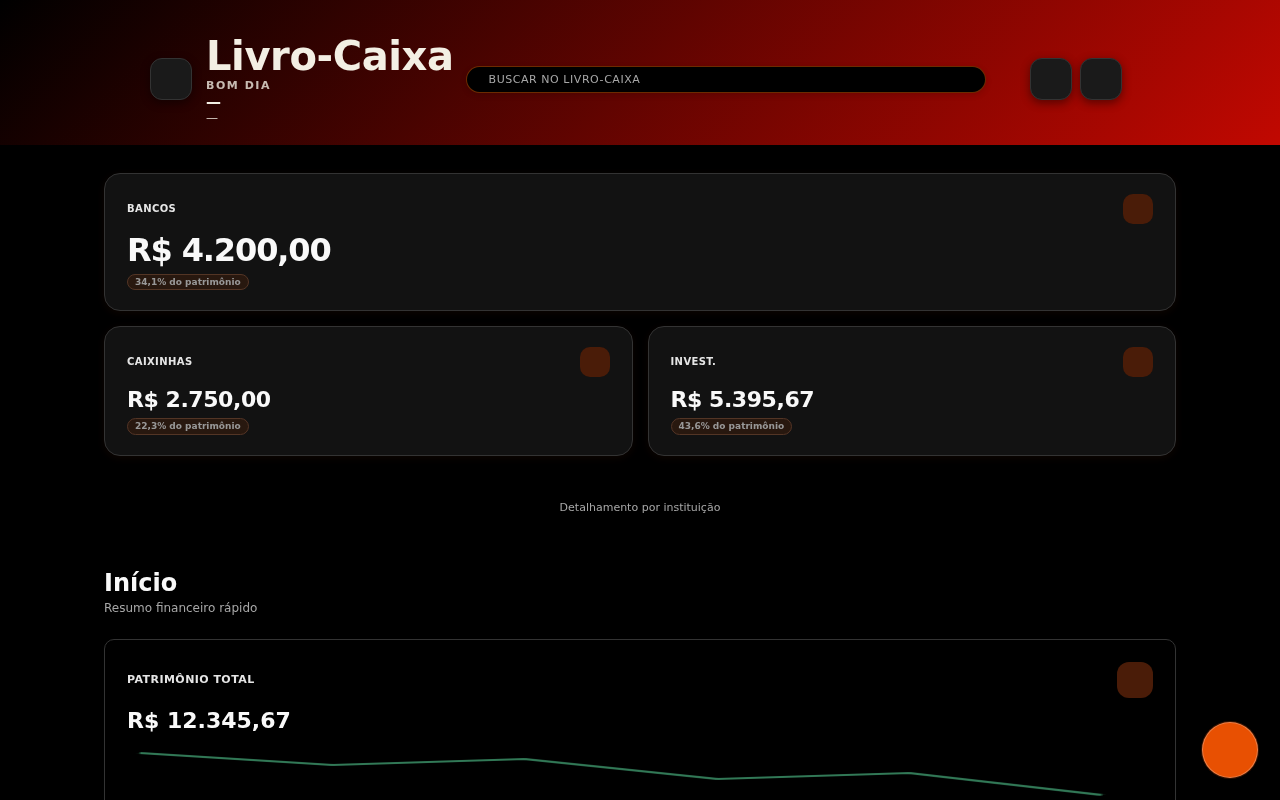 Livro-Caixa
BOM DIA
—
—
BUSCAR NO LIVRO-CAIXA
BANCOS
R$ 4.200,00
34,1% do patrimônio
CAIXINHAS
R$ 2.750,00
22,3% do patrimônio
INVEST.
R$ 5.395,67
43,6% do patrimônio
Detalhamento por instituição
Início
Resumo financeiro rápido
PATRIMÔNIO TOTAL
R$ 12.345,67